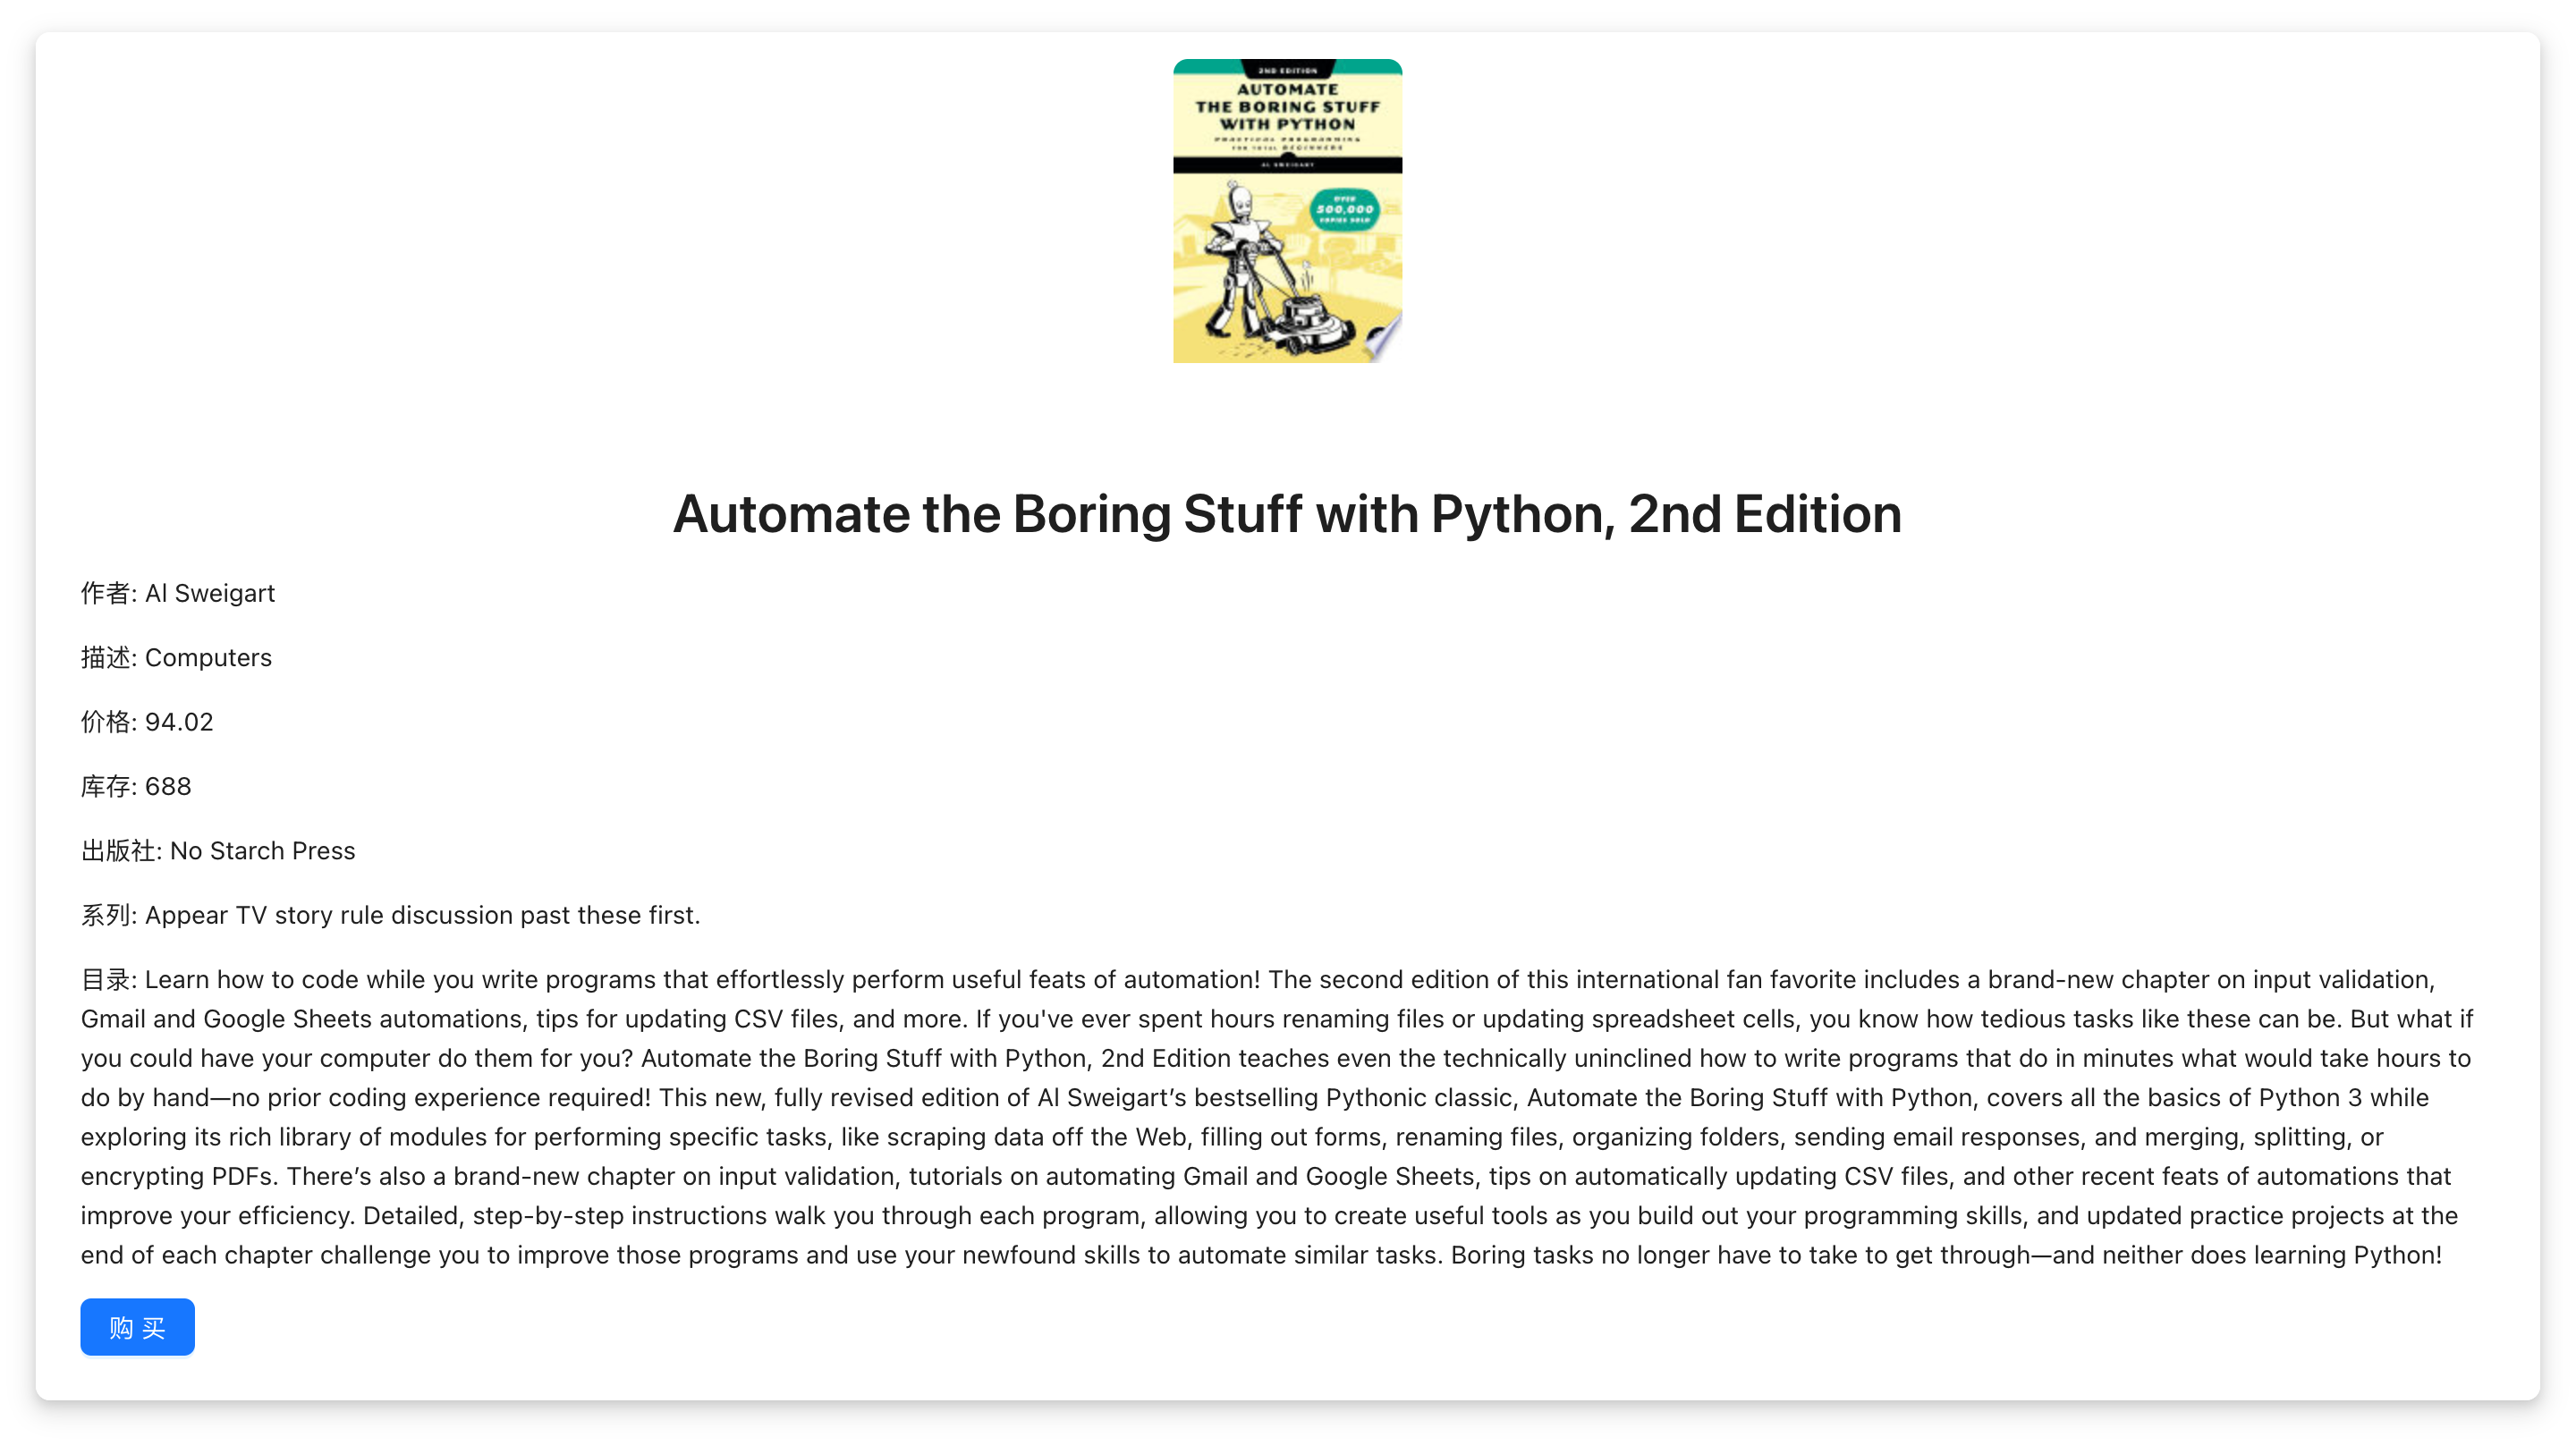 2ND EDITION
AUTOMATE
THE BORING STUFF
WITH PYTHON
PRACTICAL PROGRAMMING
FOR TOTAL BEGINNERS
AL SWEIGART
OVER
500,000
COPIES SOLD
Automate the Boring Stuff with Python, 2nd Edition
作者: Al Sweigart
描述: Computers
价格: 94.02
库存: 688
出版社: No Starch Press
系列: Appear TV story rule discussion past these first.
目录: Learn how to code while you write programs that effortlessly perform useful feats of automation! The second edition of this international fan favorite includes a brand-new chapter on input validation,
Gmail and Google Sheets automations, tips for updating CSV files, and more. If you've ever spent hours renaming files or updating spreadsheet cells, you know how tedious tasks like these can be. But what if
you could have your computer do them for you? Automate the Boring Stuff with Python, 2nd Edition teaches even the technically uninclined how to write programs that do in minutes what would take hours to
do by hand—no prior coding experience required! This new, fully revised edition of Al Sweigart’s bestselling Pythonic classic, Automate the Boring Stuff with Python, covers all the basics of Python 3 while
exploring its rich library of modules for performing specific tasks, like scraping data off the Web, filling out forms, renaming files, organizing folders, sending email responses, and merging, splitting, or
encrypting PDFs. There’s also a brand-new chapter on input validation, tutorials on automating Gmail and Google Sheets, tips on automatically updating CSV files, and other recent feats of automations that
improve your efficiency. Detailed, step-by-step instructions walk you through each program, allowing you to create useful tools as you build out your programming skills, and updated practice projects at the
end of each chapter challenge you to improve those programs and use your newfound skills to automate similar tasks. Boring tasks no longer have to take to get through—and neither does learning Python!
购 买